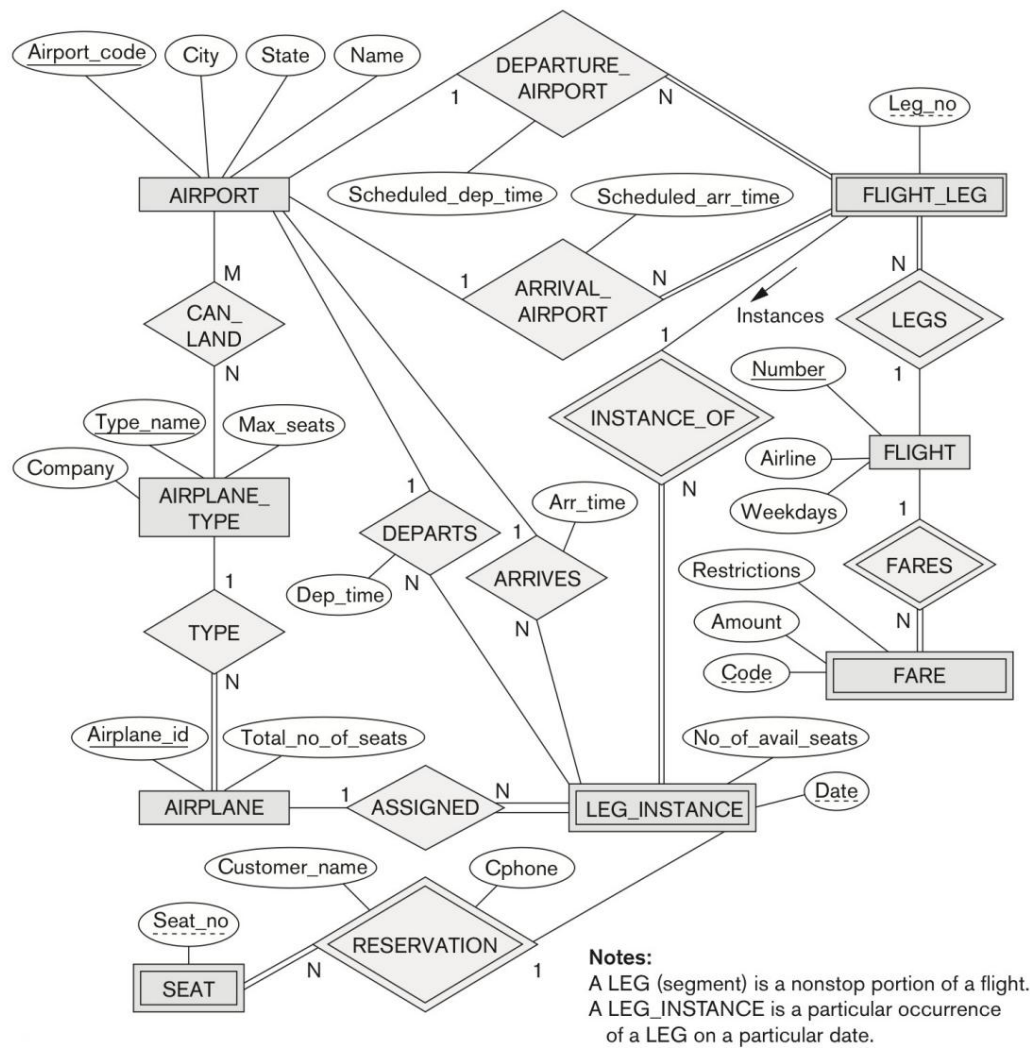 Airport_code
City
State
Name
DEPARTURE_
AIRPORT
1
N
Leg_no
Scheduled_dep_time
Scheduled_arr_time
AIRPORT
FLIGHT_LEG
M
1
ARRIVAL_
AIRPORT
N
N
CAN_
LAND
Instances
LEGS
N
1
1
Number
Type_name
Max_seats
INSTANCE_OF
Company
Airline
FLIGHT
AIRPLANE_
TYPE
1
N
Arr_time
Weekdays
1
DEPARTS
1
ARRIVES
FARES
1
Dep_time
N
Restrictions
TYPE
N
N
Amount
N
Code
FARE
Airplane_id
Total_no_of_seats
No_of_avail_seats
AIRPLANE
1
ASSIGNED
N
LEG_INSTANCE
Date
Customer_name
Cphone
Seat_no
RESERVATION
N
1
SEAT
Notes:
A LEG (segment) is a nonstop portion of a flight.
A LEG_INSTANCE is a particular occurrence
of a LEG on a particular date.